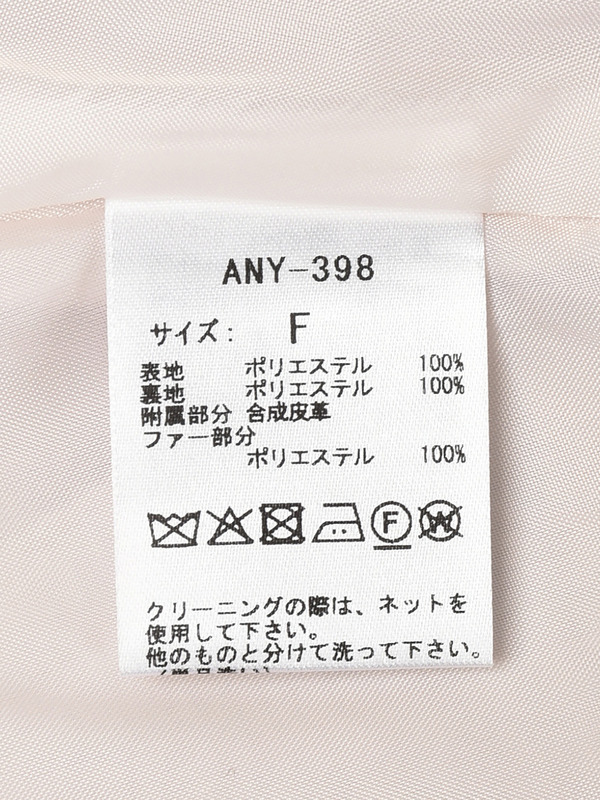 ANY-398
サイズ: F
表地 ポリエステル 100%
裏地 ポリエステル 100%
附属部分 合成皮革
ファー部分
ポリエステル 100%
F W
クリーニングの際は、ネットを
使用して下さい。
他のものと分けて洗って下さい。